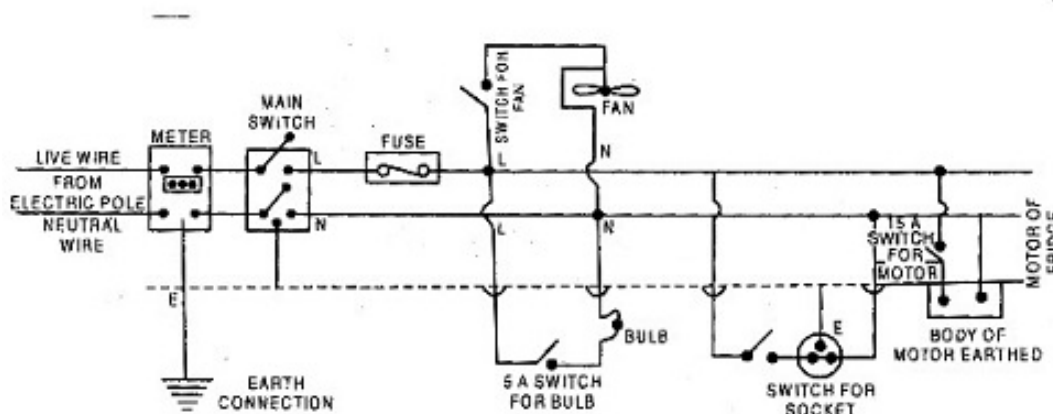 SWITCH FOR
FAN
FAN
MAIN
SWITCH
METER
FUSE
LIVE WIRE
L
L
N
FROM
ELECTRIC POLE
NEUTRAL
WIRE
N
L
N
15 A
SWITCH
FOR
MOTOR
MOTOR OF
FRIDGE
E
E
BULB
BODY OF
MOTOR EARTHED
EARTH
CONNECTION
5 A SWITCH
FOR BULB
SWITCH FOR
SOCKET